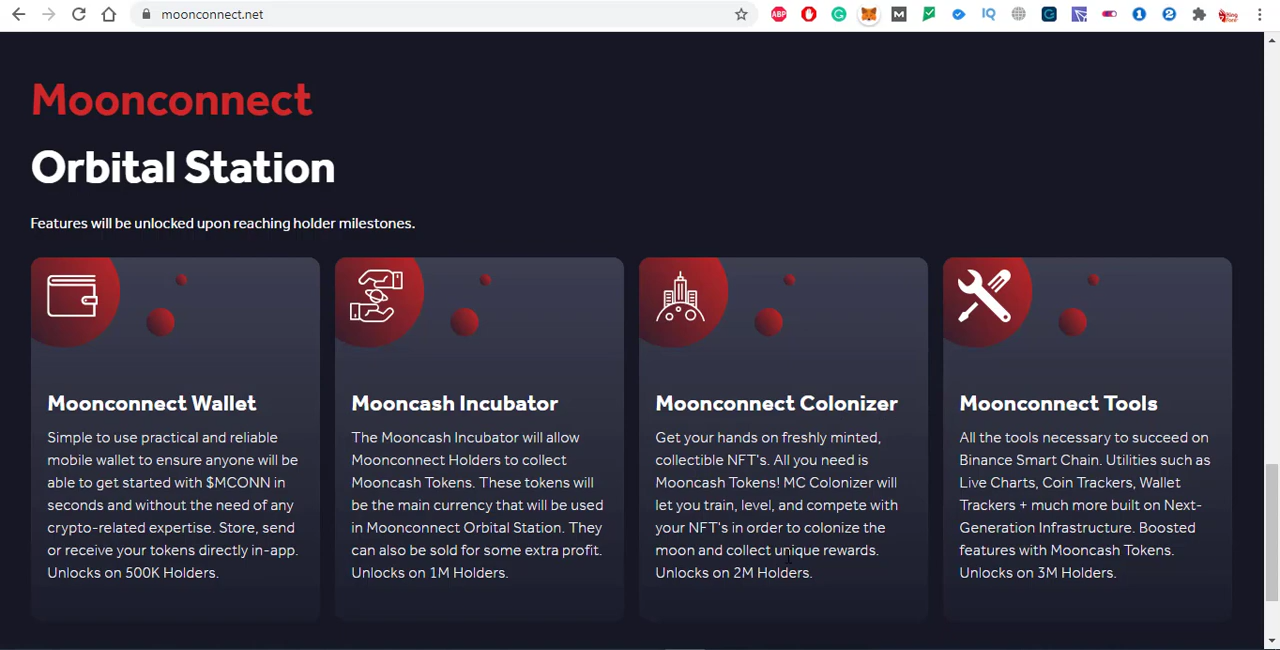 moonconnect.net
ABP
M
IQ
1
2
Moonconnect
Orbital Station
Features will be unlocked upon reaching holder milestones.
Moonconnect Wallet
Simple to use practical and reliable
mobile wallet to ensure anyone will be
able to get started with $MCONN in
seconds and without the need of any
crypto-related expertise. Store, send
or receive your tokens directly in-app.
Unlocks on 500K Holders.
Mooncash Incubator
The Mooncash Incubator will allow
Moonconnect Holders to collect
Mooncash Tokens. These tokens will
be the main currency that will be used
in Moonconnect Orbital Station. They
can also be sold for some extra profit.
Unlocks on 1M Holders.
Moonconnect Colonizer
Get your hands on freshly minted,
collectible NFT's. All you need is
Mooncash Tokens! MC Colonizer will
let you train, level, and compete with
your NFT's in order to colonize the
moon and collect unique rewards.
Unlocks on 2M Holders.
Moonconnect Tools
All the tools necessary to succeed on
Binance Smart Chain. Utilities such as
Live Charts, Coin Trackers, Wallet
Trackers + much more built on Next-
Generation Infrastructure. Boosted
features with Mooncash Tokens.
Unlocks on 3M Holders.